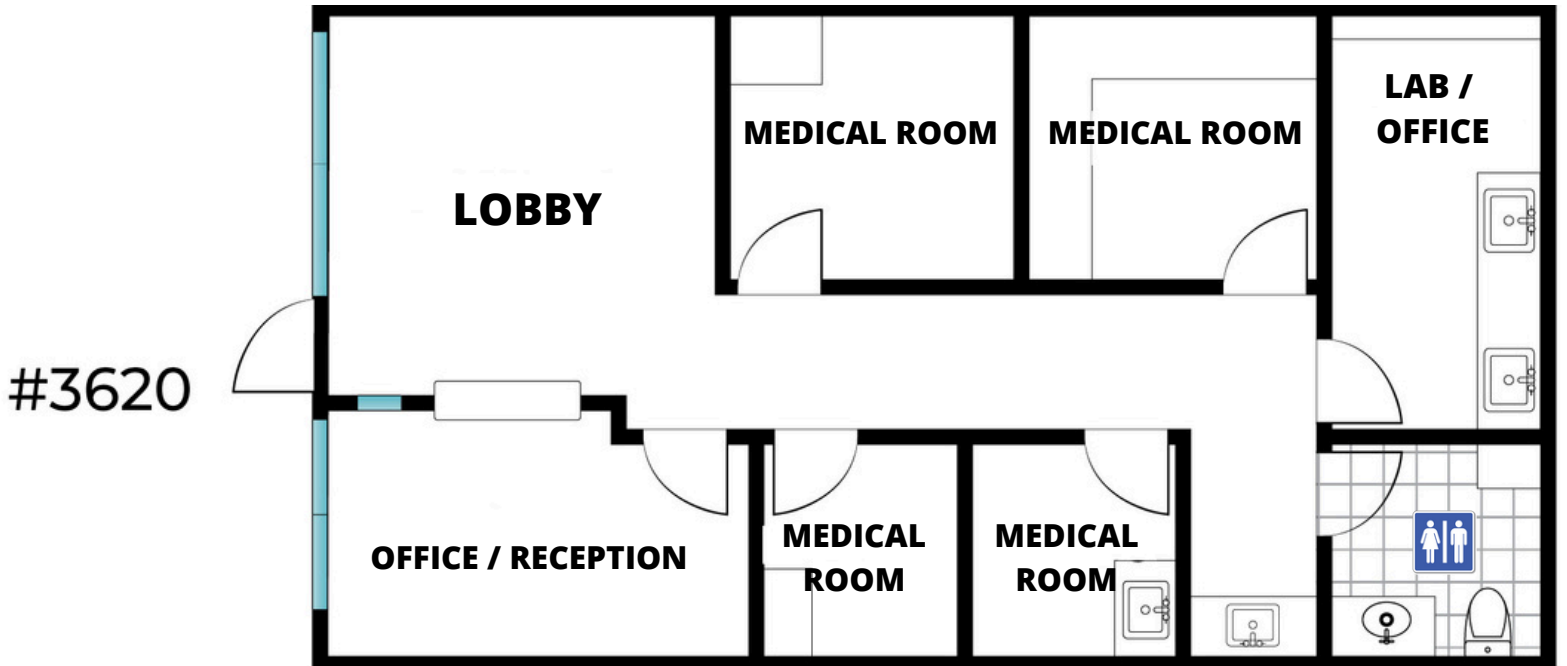 MEDICAL ROOM
MEDICAL ROOM
LAB /
OFFICE
LOBBY
#3620
OFFICE / RECEPTION
MEDICAL
ROOM
MEDICAL
ROOM